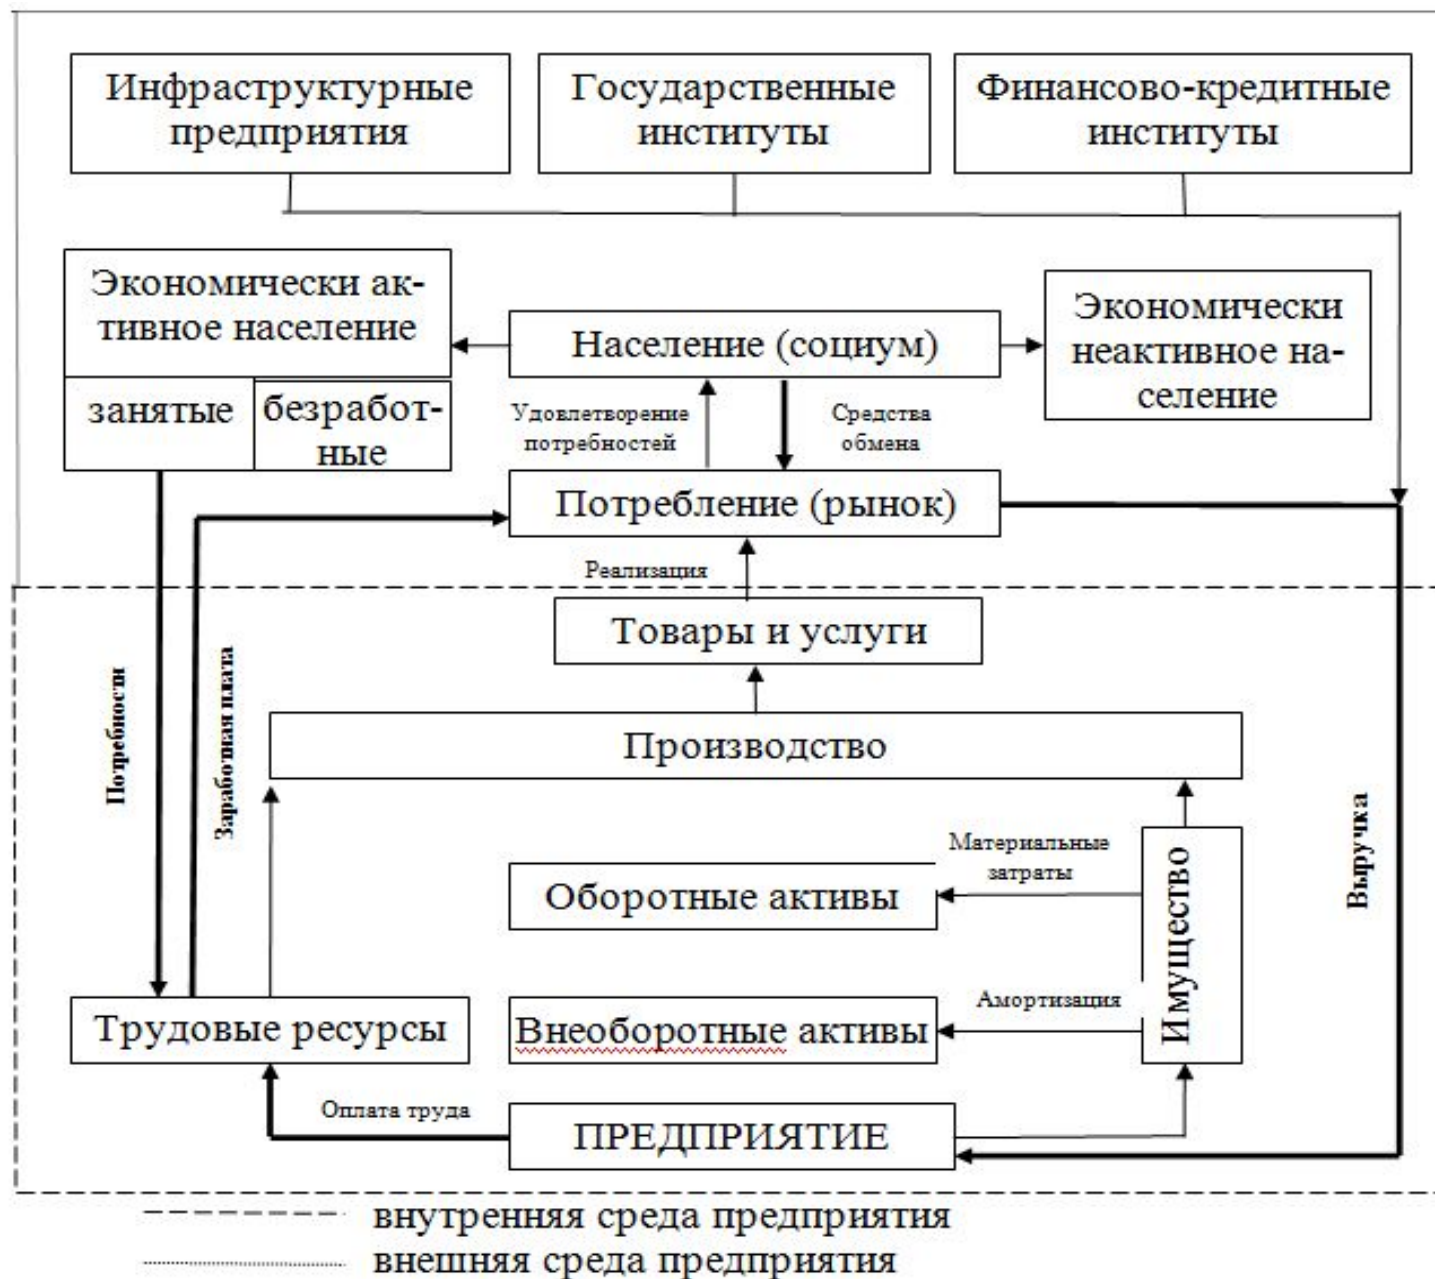 Инфраструктурные
предприятия
Государственные
институты
Финансово-кредитные
институты
Экономически ак-
тивное население
занятые
безработ-
ные
Население (социум)
Экономически
неактивное на-
селение
Удовлетворение
потребностей
Средства
обмена
Потребление (рынок)
Реализация
Товары и услуги
Потребности
Заработная плата
Производство
Выручка
Материальные
затраты
Оборотные активы
Имущество
Амортизация
Внеоборотные активы
Трудовые ресурсы
Оплата труда
ПРЕДПРИЯТИЕ
внутренняя среда предприятия
внешняя среда предприятия